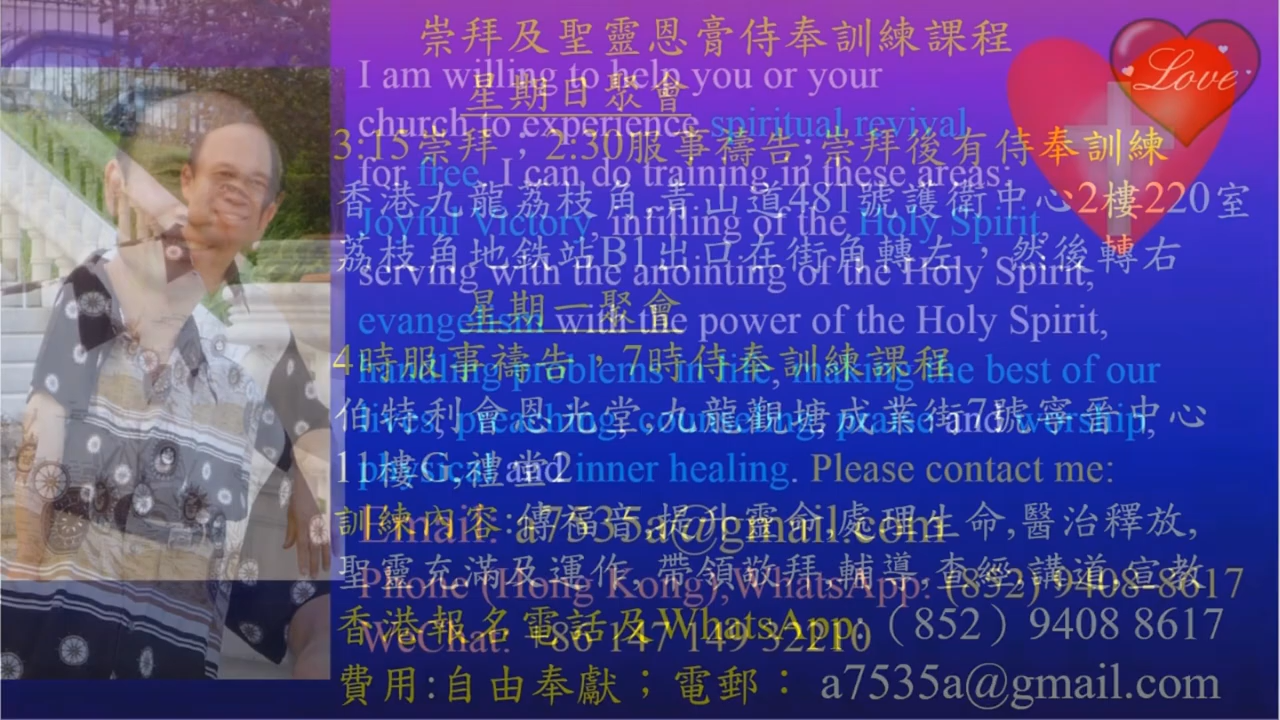 崇拜及聖靈恩膏侍奉訓練課程
I am willing to help you or your
星期日聚會
church to experience spiritual revival
3:15崇拜，2:30服事禱告;崇拜後有侍奉訓練
for free. I can do training in these areas:
香港九龍荔枝角,青山道481號護衛中心2樓220室
Joyful Victory, infilling of the Holy Spirit,
荔枝角地鉄站B1出口在街角轉左，然後轉右
serving with the anointing of the Holy Spirit,
星期一聚會
evangelism with the power of the Holy Spirit,
4時服事禱告，7時侍奉訓練課程
handling problems in life, making the best of our
伯特利會恩光堂,九龍觀塘成業街7號寧晋中心
lives, preaching, counseling, praise and worship,
11樓G,禮堂2
physical and inner healing. Please contact me:
訓練內容:傳福音,提升靈命,處理生命,醫治釋放,
Email: a7535a@gmail.com
聖靈充滿及運作,帶領敬拜,輔導,查經,講道,宣教
Phone (Hong Kong),WhatsApp: (852) 9408-8617
香港報名電話及WhatsApp:（852）9408 8617
WeChat: +86 147 149 32210
費用:自由奉獻；電郵： a7535a@gmail.com
Love